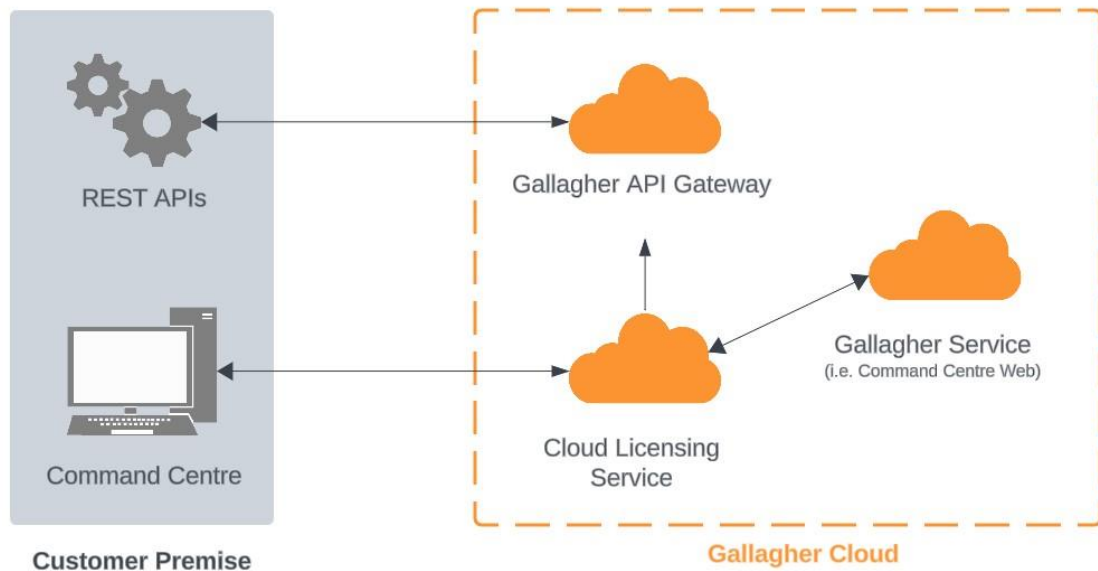 REST APIs
Gallagher API Gateway
Gallagher Service
(i.e. Command Centre Web)
Cloud Licensing
Service
Command Centre
Customer Premise
Gallagher Cloud